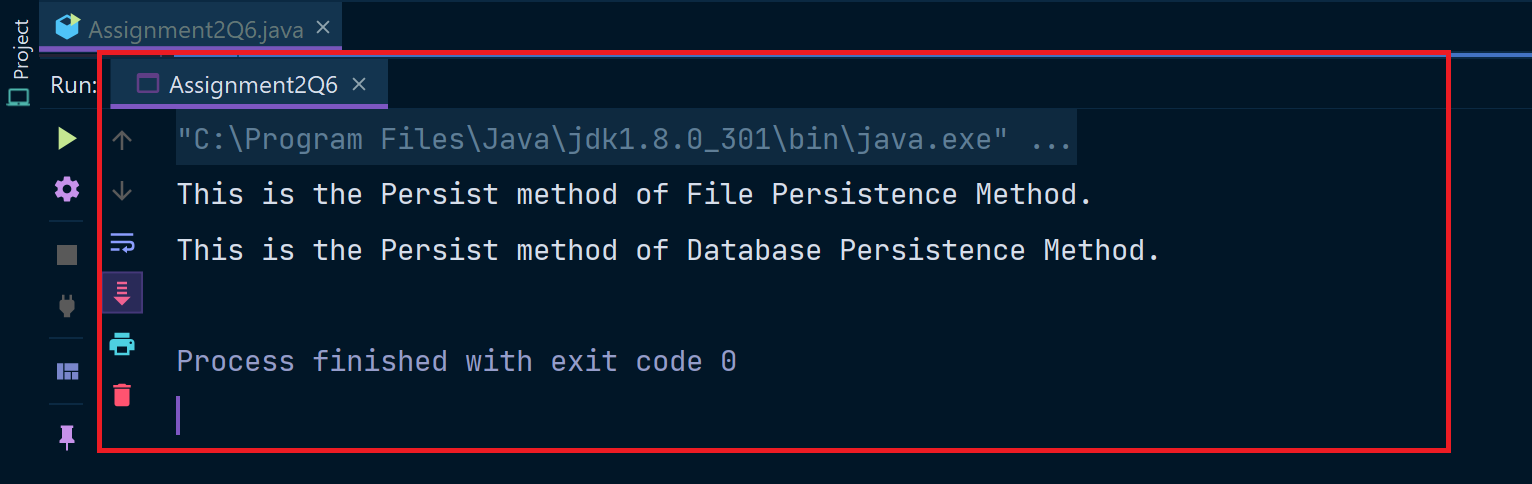 Project
Assignment2Q6.java
Run:
Assignment2Q6
"C:\Program Files\Java\jdk1.8.0_301\bin\java.exe" ...
This is the Persist method of File Persistence Method.
This is the Persist method of Database Persistence Method.
Process finished with exit code 0